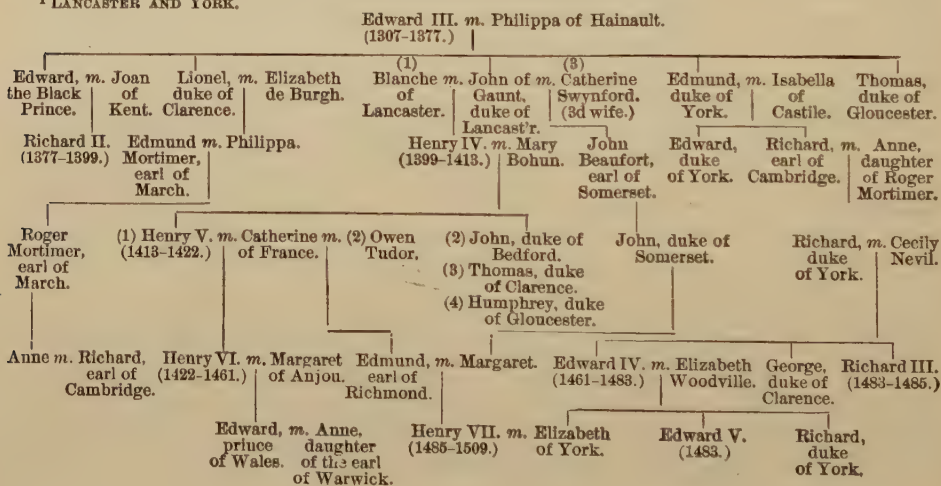 1 LANCASTER AND YORK.
Edward III. m. Philippa of Hainault.
(1307-1377.)
(1) (3)
Edward, m. Joan Lionel, m. Elizabeth Blanche m. John of m. Catherine Edmund, m. Isabella Thomas,
the Black of duke of de Burgh. of Gaunt, Swynford. duke of of duke of
Prince. Kent. Clarence. Lancaster. duke of (3d wife.) York. Castile. Gloucester.
Lancast'r.
Richard II. Edmund m. Philippa. Henry IV. m. Mary John Edward, Richard, m. Anne,
(1377-1399.) Mortimer, (1399-1413.) Bohun. Beaufort, duke earl of daughter
earl of earl of of York. Cambridge. of Roger
March. Somerset. Mortimer.
Roger (1) Henry V. m. Catherine m. (2) Owen (2) John, duke of John, duke of Richard, m. Cecily
Mortimer, (1413-1422.) of France. Tudor. Bedford. Somerset. duke Nevil.
earl of (3) Thomas, duke of York.
March. of Clarence.
(4) Humphrey, duke
of Gloucester.
Anne m. Richard, Henry VI. m. Margaret Edmund, m. Margaret. Edward IV. m. Elizabeth George, Richard III.
earl of (1422-1461.) of Anjou. earl of (1461-1483.) Woodville. duke of (1483-1485.)
Cambridge. Richmond. Clarence.
Edward, m. Anne, Henry VII. m. Elizabeth Edward V. Richard,
prince daughter (1485-1509.) of York. (1483.) duke
of Wales. of the earl of York.
of Warwick.